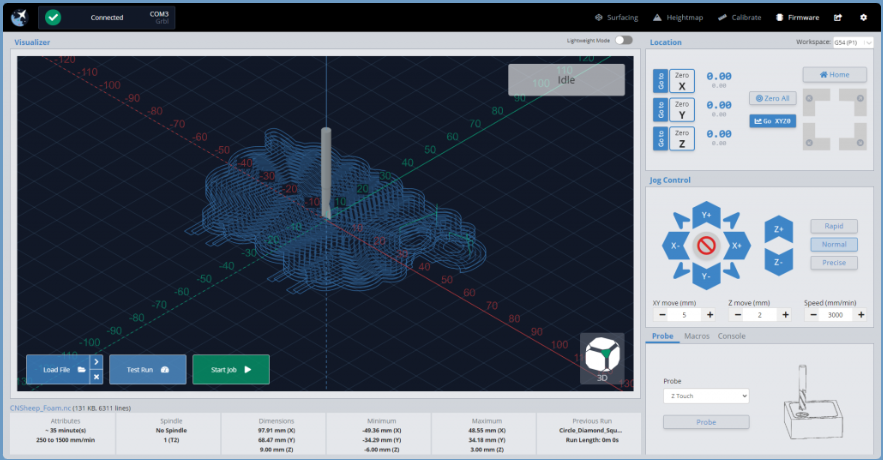 Connected
COM3
Grbl
Surfacing
Heightmap
Calibrate
Firmware
Visualizer
Lightweight Mode
Location
Workspace: G54 (P1)
Idle
Go to
Zero
X
0.00
0.00
Go to
Zero
Y
0.00
0.00
Go to
Zero
Z
0.00
0.00
Zero All
Go XYZ0
Home
-120
-110
-100
-90
-80
-70
-60
-50
-40
-30
-20
-10
10
20
30
40
50
60
70
80
90
100
120
110
100
90
80
70
60
50
40
30
20
10
-10
-20
-30
-40
-50
-60
-70
-80
-90
-100
-110
Jog Control
Y+
X-
X+
Y-
Z+
Z-
Rapid
Normal
Precise
XY move (mm)
5
Z move (mm)
2
Speed (mm/min)
3000
Load File
Test Run
Start Job
3D
Probe
Macros
Console
Probe
2 Touch
Probe
CNSheep_Foam.nc (131 KB, 6311 lines)
Attributes
~ 35 minute(s)
250 to 1500 mm/min
Spindle
No Spindle
1 (T2)
Dimensions
97.91 mm (X)
68.47 mm (Y)
9.00 mm (Z)
Minimum
-49.36 mm (X)
-34.29 mm (Y)
-6.00 mm (Z)
Maximum
48.55 mm (X)
34.18 mm (Y)
3.00 mm (Z)
Previous Run
Circle_Diamond_Squ...
Run Length: 0m 0s